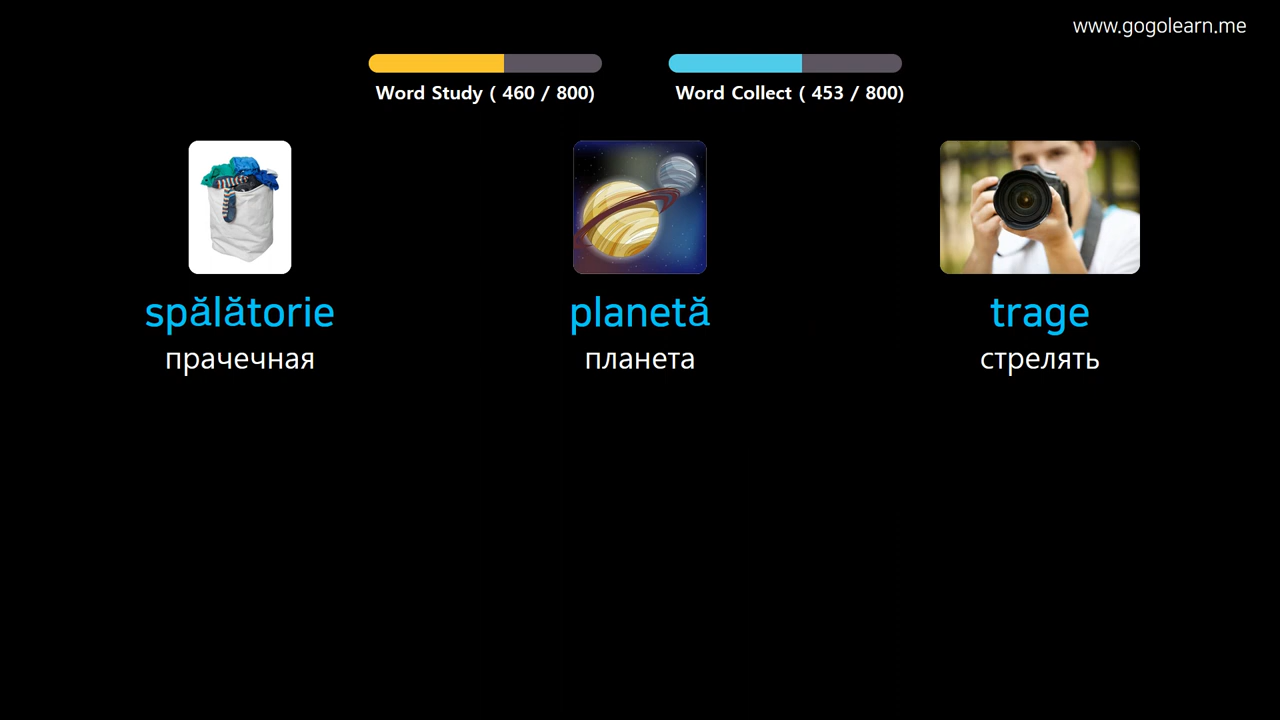 www.gogolearn.me
Word Study ( 460 / 800)
Word Collect ( 453 / 800)
spălătorie
прачечная
planetă
планета
trage
стрелять